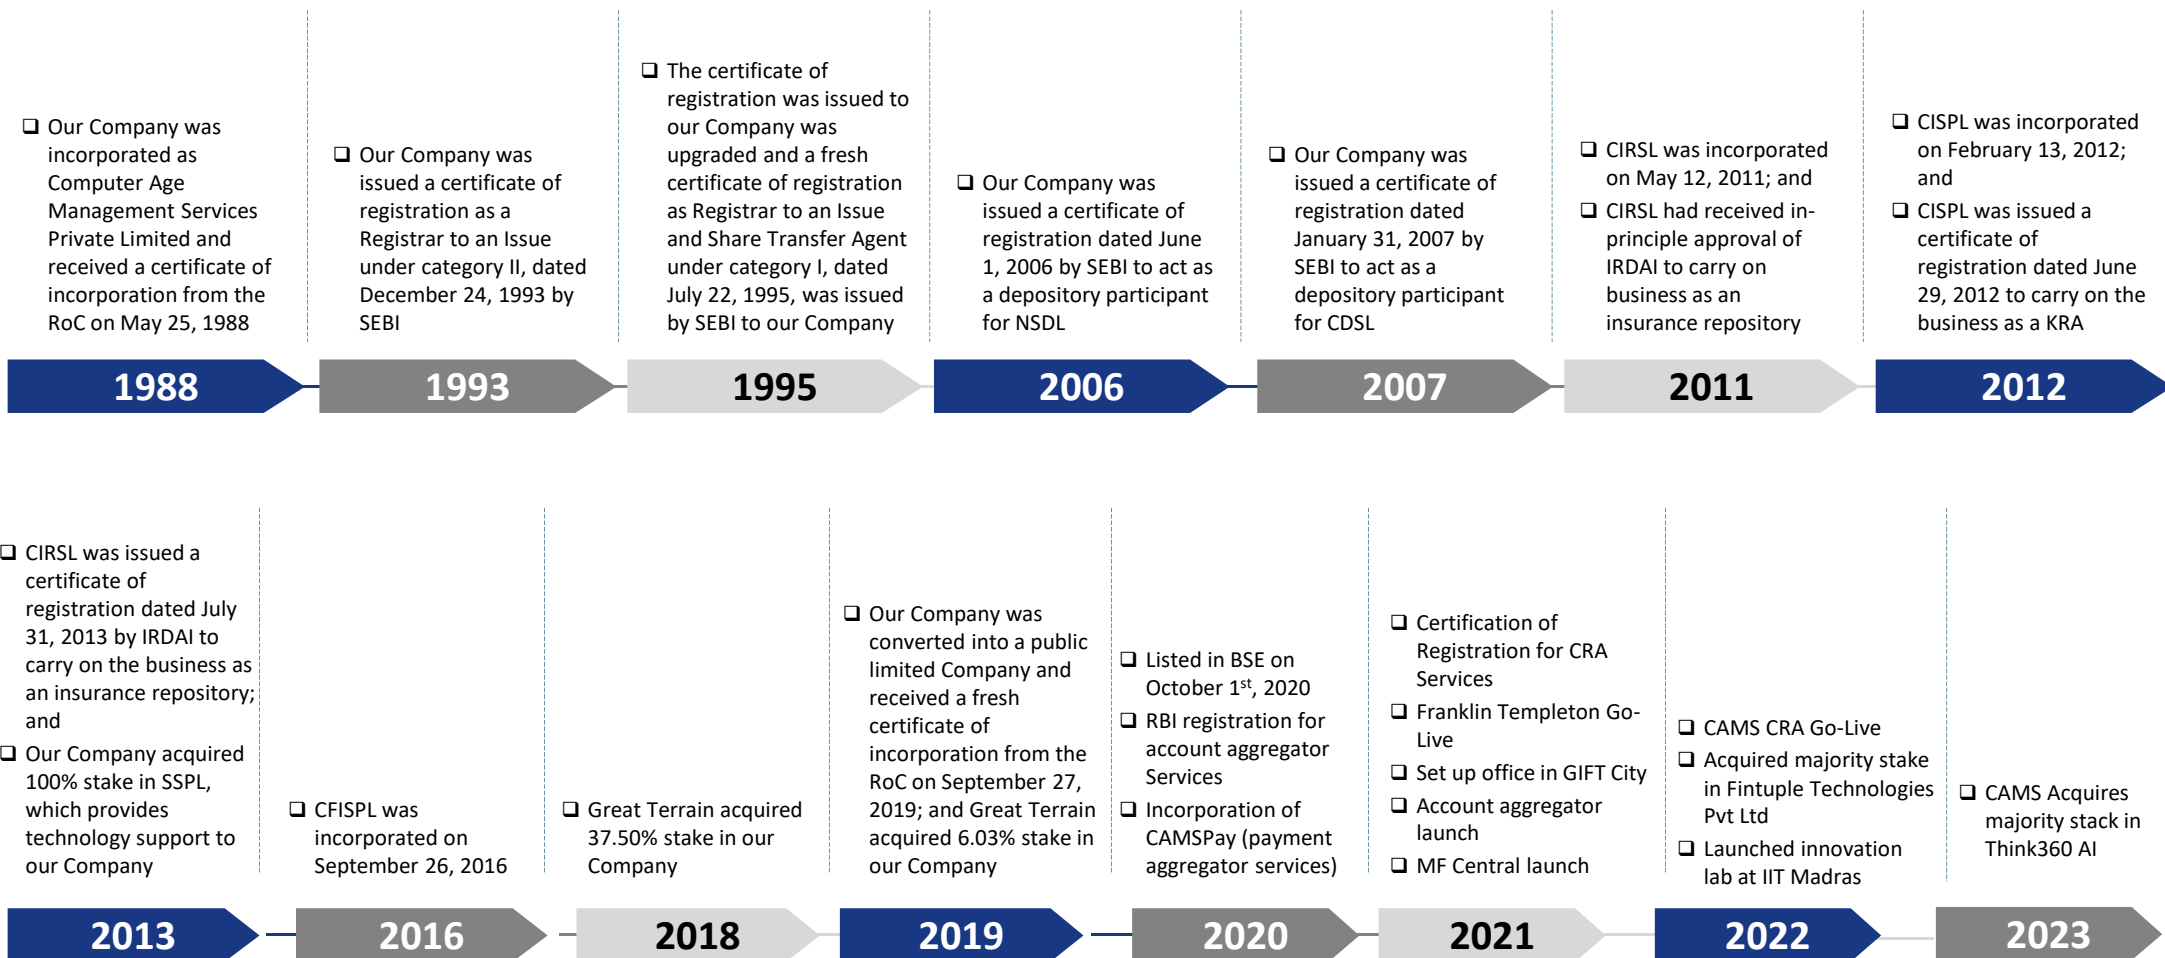 ❑ Our Company was
incorporated as
Computer Age
Management Services
Private Limited and
received a certificate of
incorporation from the
RoC on May 25, 1988
❑ Our Company was
issued a certificate of
registration as a
Registrar to an Issue
under category II, dated
December 24, 1993 by
SEBI
❑ The certificate of
registration was issued to
our Company was
upgraded and a fresh
certificate of registration
as Registrar to an Issue
and Share Transfer Agent
under category I, dated
July 22, 1995, was issued
by SEBI to our Company
❑ Our Company was
issued a certificate of
registration dated June
1, 2006 by SEBI to act as
a depository participant
for NSDL
❑ Our Company was
issued a certificate of
registration dated
January 31, 2007 by
SEBI to act as a
depository participant
for CDSL
❑ CIRSL was incorporated
on May 12, 2011; and
❑ CIRSL had received in-
principle approval of
IRDAI to carry on
business as an
insurance repository
❑ CISPL was incorporated
on February 13, 2012;
and
❑ CISPL was issued a
certificate of
registration dated June
29, 2012 to carry on the
business as a KRA
1988
1993
1995
2006
2007
2011
2012
❑ CIRSL was issued a
certificate of
registration dated July
31, 2013 by IRDAI to
carry on the business as
an insurance repository;
and
❑ Our Company acquired
100% stake in SSPL,
which provides
technology support to
our Company
❑ CFISPL was
incorporated on
September 26, 2016
❑ Great Terrain acquired
37.50% stake in our
Company
❑ Our Company was
converted into a public
limited Company and
received a fresh
certificate of
incorporation from the
RoC on September 27,
2019; and Great Terrain
acquired 6.03% stake in
our Company
❑ Listed in BSE on
October 1st, 2020
❑ RBI registration for
account aggregator
Services
❑ Incorporation of
CAMSPay (payment
aggregator services)
❑ Certification of
Registration for CRA
Services
❑ Franklin Templeton Go-
Live
❑ Set up office in GIFT City
❑ Account aggregator
launch
❑ MF Central launch
❑ CAMS CRA Go-Live
❑ Acquired majority stake
in Fintuple Technologies
Pvt Ltd
❑ Launched innovation
lab at IIT Madras
❑ CAMS Acquires
majority stack in
Think360 AI
2013
2016
2018
2019
2020
2021
2022
2023